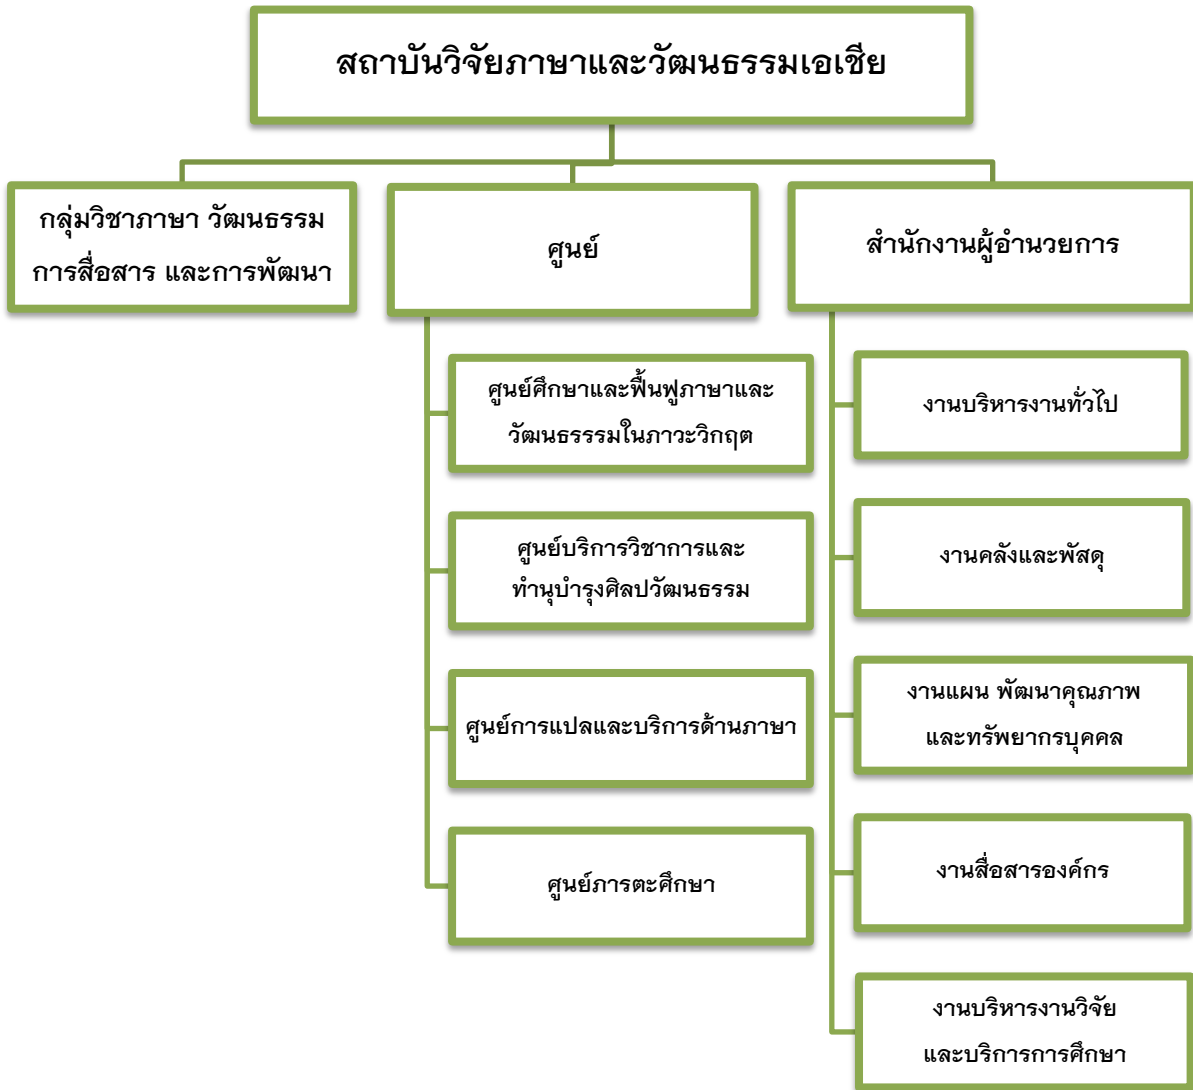 สถาบันวิจัยภาษาและวัฒนธรรมเอเชีย
กลุ่มวิชาภาษา วัฒนธรรม
การสื่อสาร และการพัฒนา
ศูนย์
สำนักงานผู้อำนวยการ
ศูนย์ศึกษาและฟื้นฟูภาษาและ
วัฒนธรรรมในภาวะวิกฤต
ศูนย์บริการวิชาการและ
ทำนุบำรุงศิลปวัฒนธรรม
ศูนย์การแปลและบริการด้านภาษา
ศูนย์ภารตะศึกษา
งานบริหารงานทั่วไป
งานคลังและพัสดุ
งานแผน พัฒนาคุณภาพ
และทรัพยากรบุคคล
งานสื่อสารองค์กร
งานบริหารงานวิจัย
และบริการการศึกษา